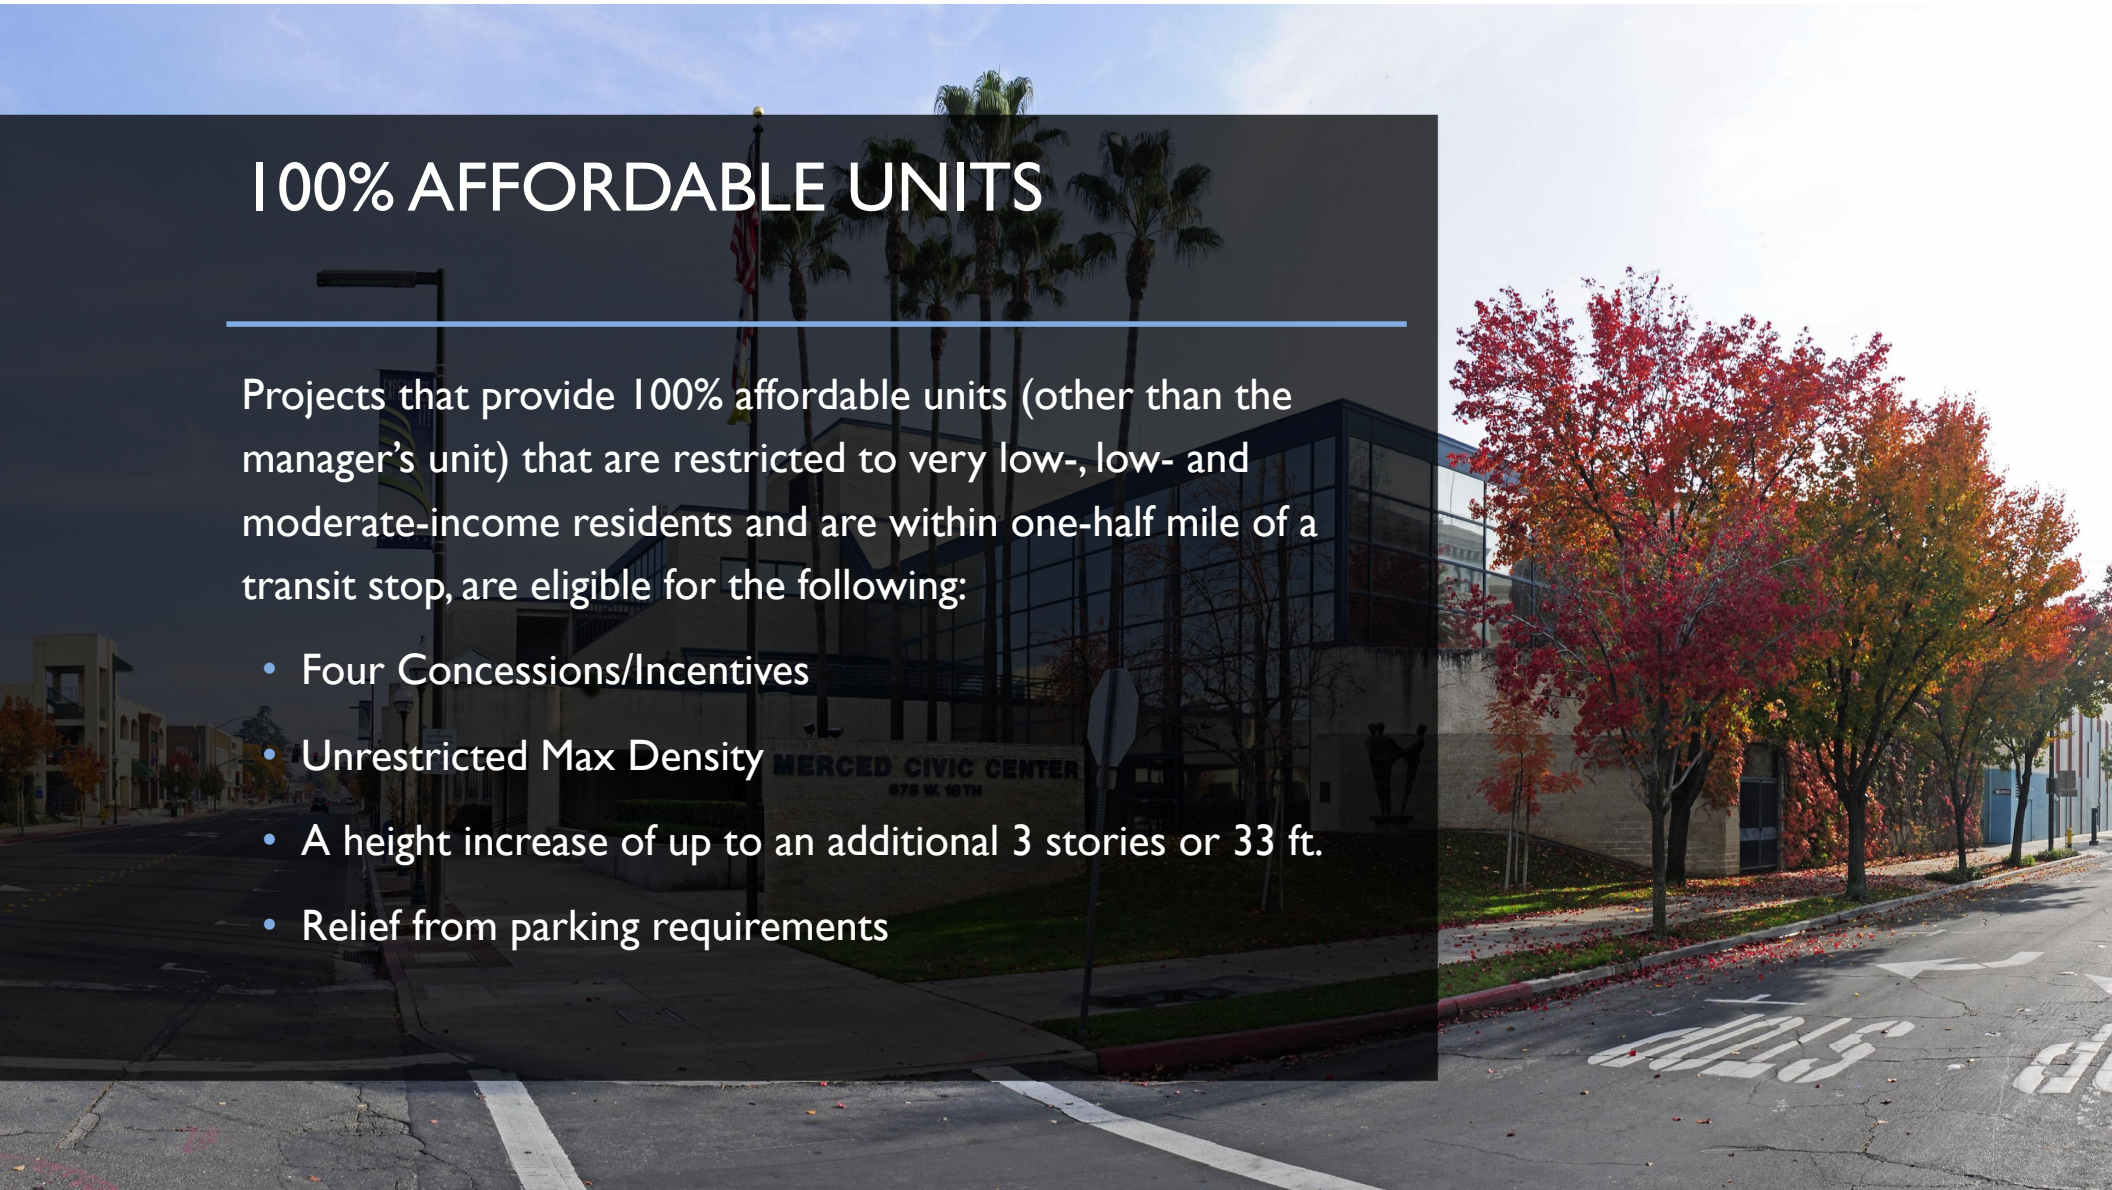 100% AFFORDABLE UNITS
Projects that provide 100% affordable units (other than the
manager’s unit) that are restricted to very low-, low- and
moderate-income residents and are within one-half mile of a
transit stop, are eligible for the following:
• Four Concessions/Incentives
• Unrestricted Max Density
• A height increase of up to an additional 3 stories or 33 ft.
• Relief from parking requirements
MERCED CIVIC CENTER
678 W. 18TH
STOP